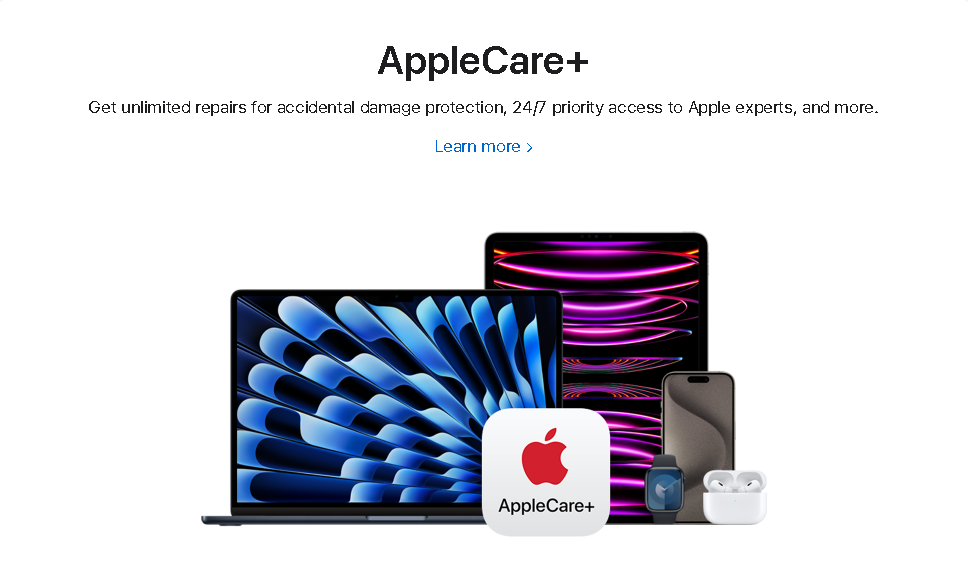 AppleCare+
Get unlimited repairs for accidental damage protection, 24/7 priority access to Apple experts, and more.
Learn more >
AppleCare+